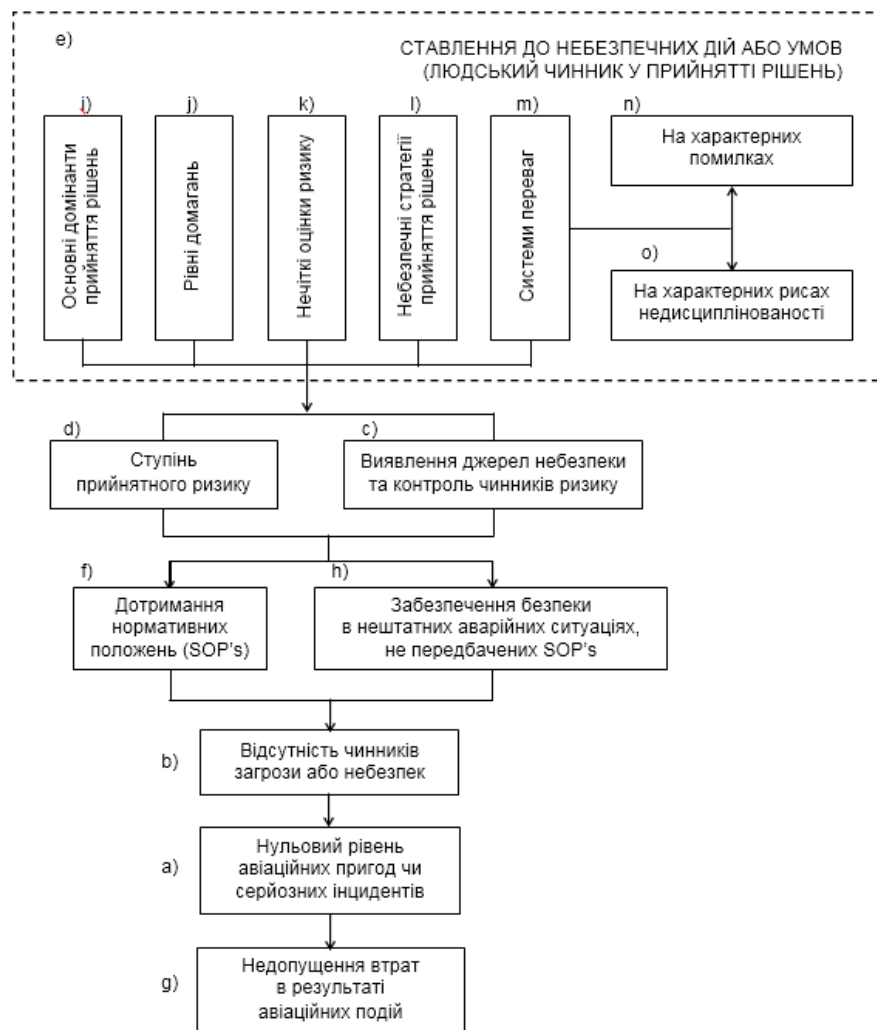 e)
СТАВЛЕННЯ ДО НЕБЕЗПЕЧНИХ ДІЙ АБО УМОВ
(ЛЮДСЬКИЙ ЧИННИК У ПРИЙНЯТТІ РІШЕНЬ)
i)
Основні домінанти
прийняття рішень
j)
Рівні домагань
k)
Нечіткі оцінки ризику
l)
Небезпечні стратегії
прийняття рішень
m)
Системи переваг
n)
На характерних
помилках
o)
На характерних рисах
недисциплінованості
d)
Ступінь
прийнятного ризику
c)
Виявлення джерел небезпеки
та контроль чинників ризику
f)
Дотримання
нормативних
положень (SOP’s)
h)
Забезпечення безпеки
в нештатних аварійних ситуаціях,
не передбачених SOP’s
b)
Відсутність чинників
загрози або небезпек
a)
Нульовий рівень
авіаційних пригод чи
серйозних інцидентів
g)
Недопущення втрат
в результаті
авіаційних подій